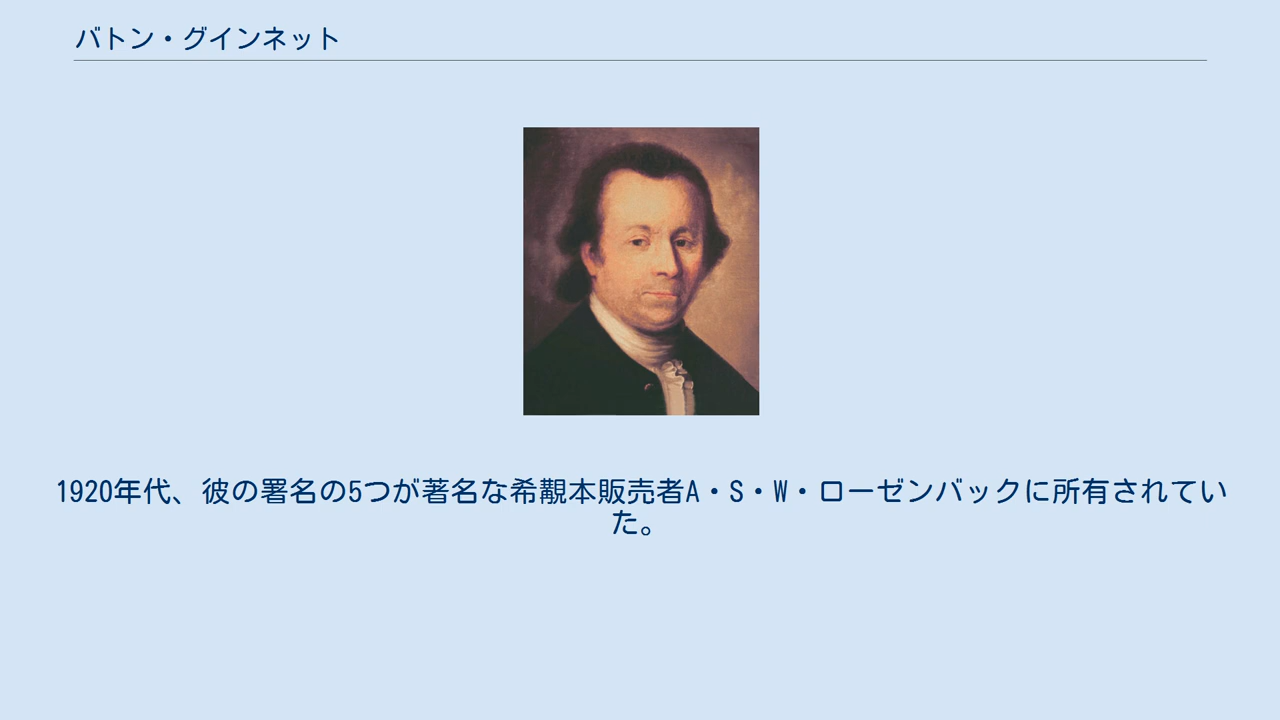 バトン・グインネット
1920年代、彼の署名の5つが著名な希覯本販売者A・S・W・ローゼンバックに所有されてい
た。